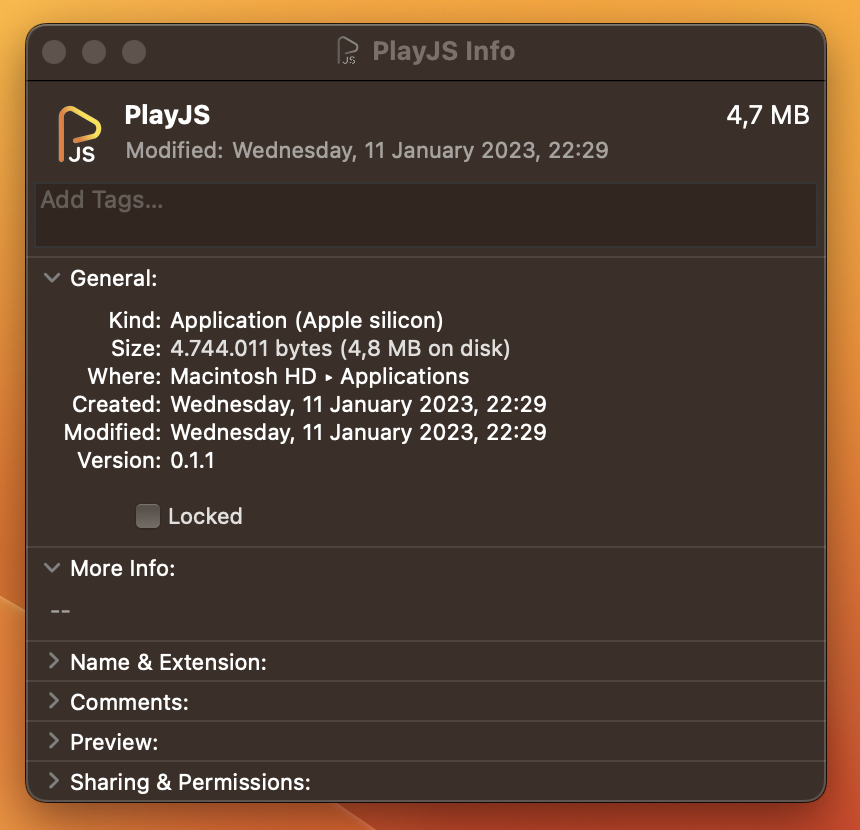 PlayJS Info
PlayJS 4,7 MB
Modified: Wednesday, 11 January 2023, 22:29
JS
Add Tags...
General:
Kind: Application (Apple silicon)
Size: 4.744.011 bytes (4,8 MB on disk)
Where: Macintosh HD ▸ Applications
Created: Wednesday, 11 January 2023, 22:29
Modified: Wednesday, 11 January 2023, 22:29
Version: 0.1.1
Locked
More Info:
--
Name & Extension:
Comments:
Preview:
Sharing & Permissions: